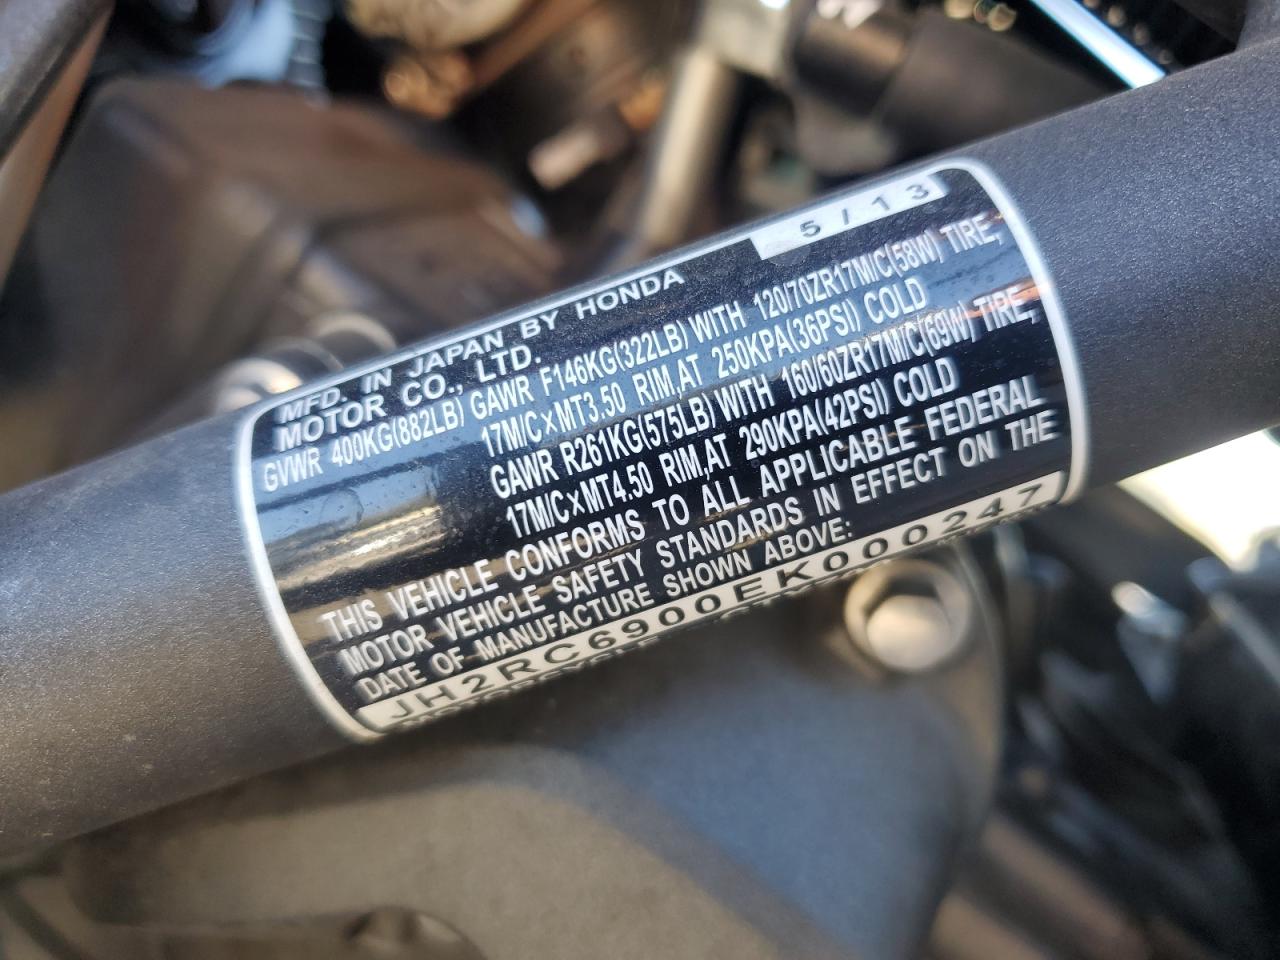 5/13
MFD. IN JAPAN BY HONDA
MOTOR CO., LTD.
GVWR 400KG(882LB) GAWR F146KG(322LB) WITH 120/70ZR17M/C(58W) TIRE,
17M/C×MT3.50 RIM,AT 250KPA(36PSI) COLD
GAWR R261KG(575LB) WITH 160/60ZR17M/C(69W) TIRE,
17M/C×MT4.50 RIM,AT 290KPA(42PSI) COLD
THIS VEHICLE CONFORMS TO ALL APPLICABLE FEDERAL
MOTOR VEHICLE SAFETY STANDARDS IN EFFECT ON THE
DATE OF MANUFACTURE SHOWN ABOVE:
JH2RC6900EK000247
MOTORCYCLE